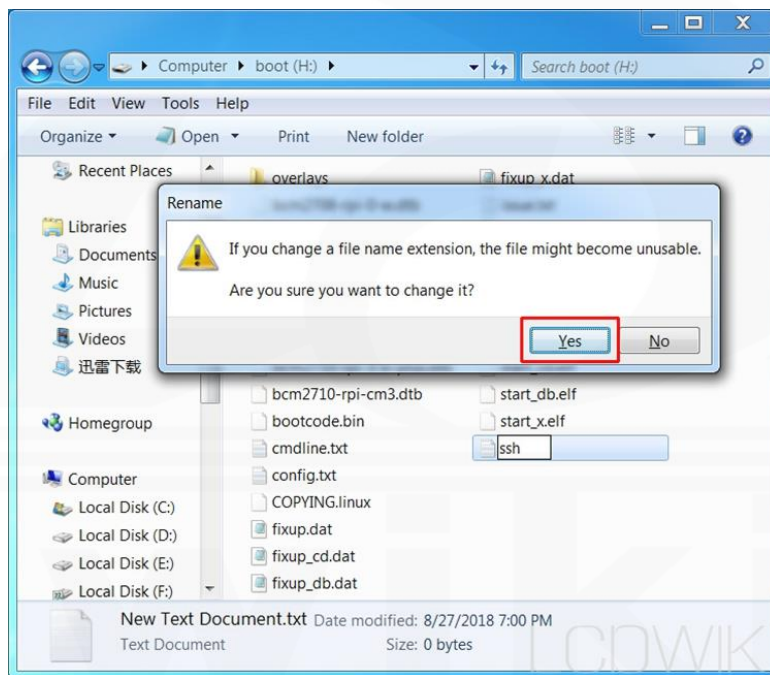 Computer boot (H:) Search boot (H:)
File Edit View Tools Help
Organize Open Print New folder
Recent Places
Libraries
Documents
Music
Pictures
Videos
迅雷下载
Homegroup
Computer
Local Disk (C:)
Local Disk (D:)
Local Disk (E:)
Local Disk (F:)
overlays fixup_x.dat
Rename
If you change a file name extension, the file might become unusable.
Are you sure you want to change it?
Yes No
bcm2710-rpi-cm3.dtb start_db.elf
bootcode.bin start_x.elf
cmdline.txt ssh
config.txt
COPYING.linux
fixup.dat
fixup_cd.dat
fixup_db.dat
New Text Document.txt Date modified: 8/27/2018 7:00 PM
Text Document Size: 0 bytes
LCDWIK